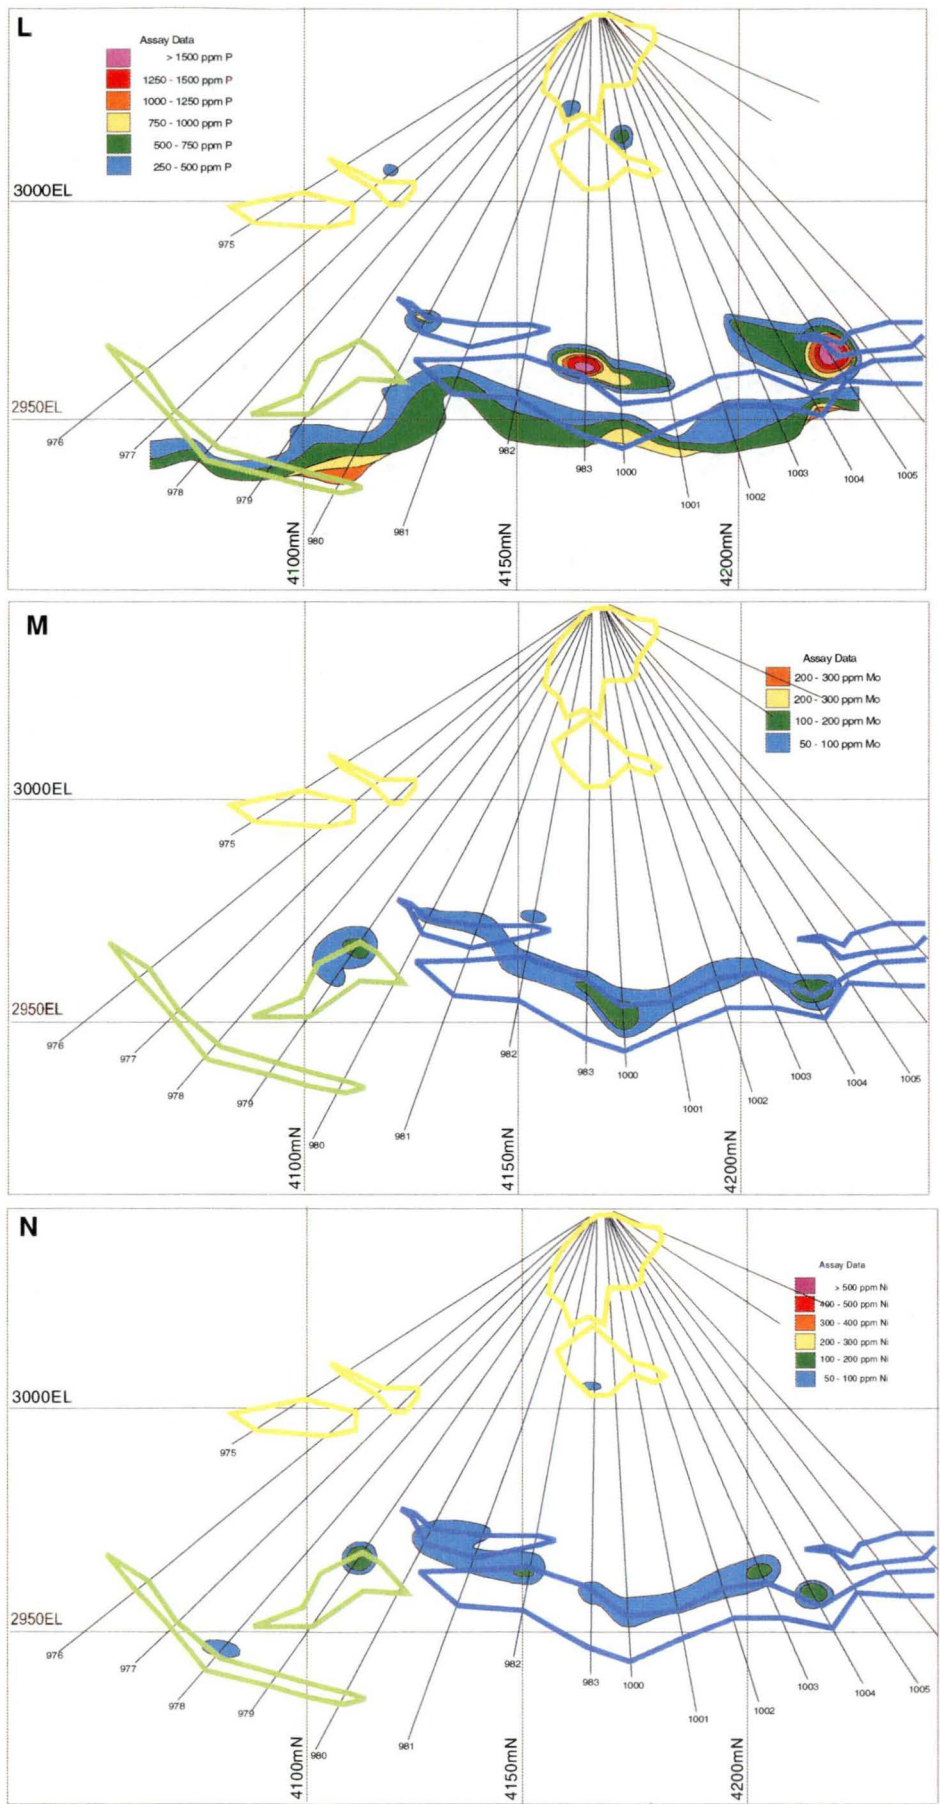 L
Assay Data
> 1500 ppm P
1250 - 1500 ppm P
1000 - 1250 ppm P
750 - 1000 ppm P
500 - 750 ppm P
250 - 500 ppm P
3000EL
975
2950EL
976
977
978
979
980
981
982
983
1000
1001
1002
1003
1004
1005
4100mN
4150mN
4200mN
M
Assay Data
200 - 300 ppm Mo
200 - 300 ppm Mo
100 - 200 ppm Mo
50 - 100 ppm Mo
3000EL
975
2950EL
976
977
978
979
980
981
982
983
1000
1001
1002
1003
1004
1005
4100mN
4150mN
4200mN
N
Assay Data
> 500 ppm Ni
400 - 500 ppm Ni
300 - 400 ppm Ni
200 - 300 ppm Ni
100 - 200 ppm Ni
50 - 100 ppm Ni
3000EL
975
2950EL
976
977
978
979
980
981
982
983
1000
1001
1002
1003
1004
1005
4100mN
4150mN
4200mN